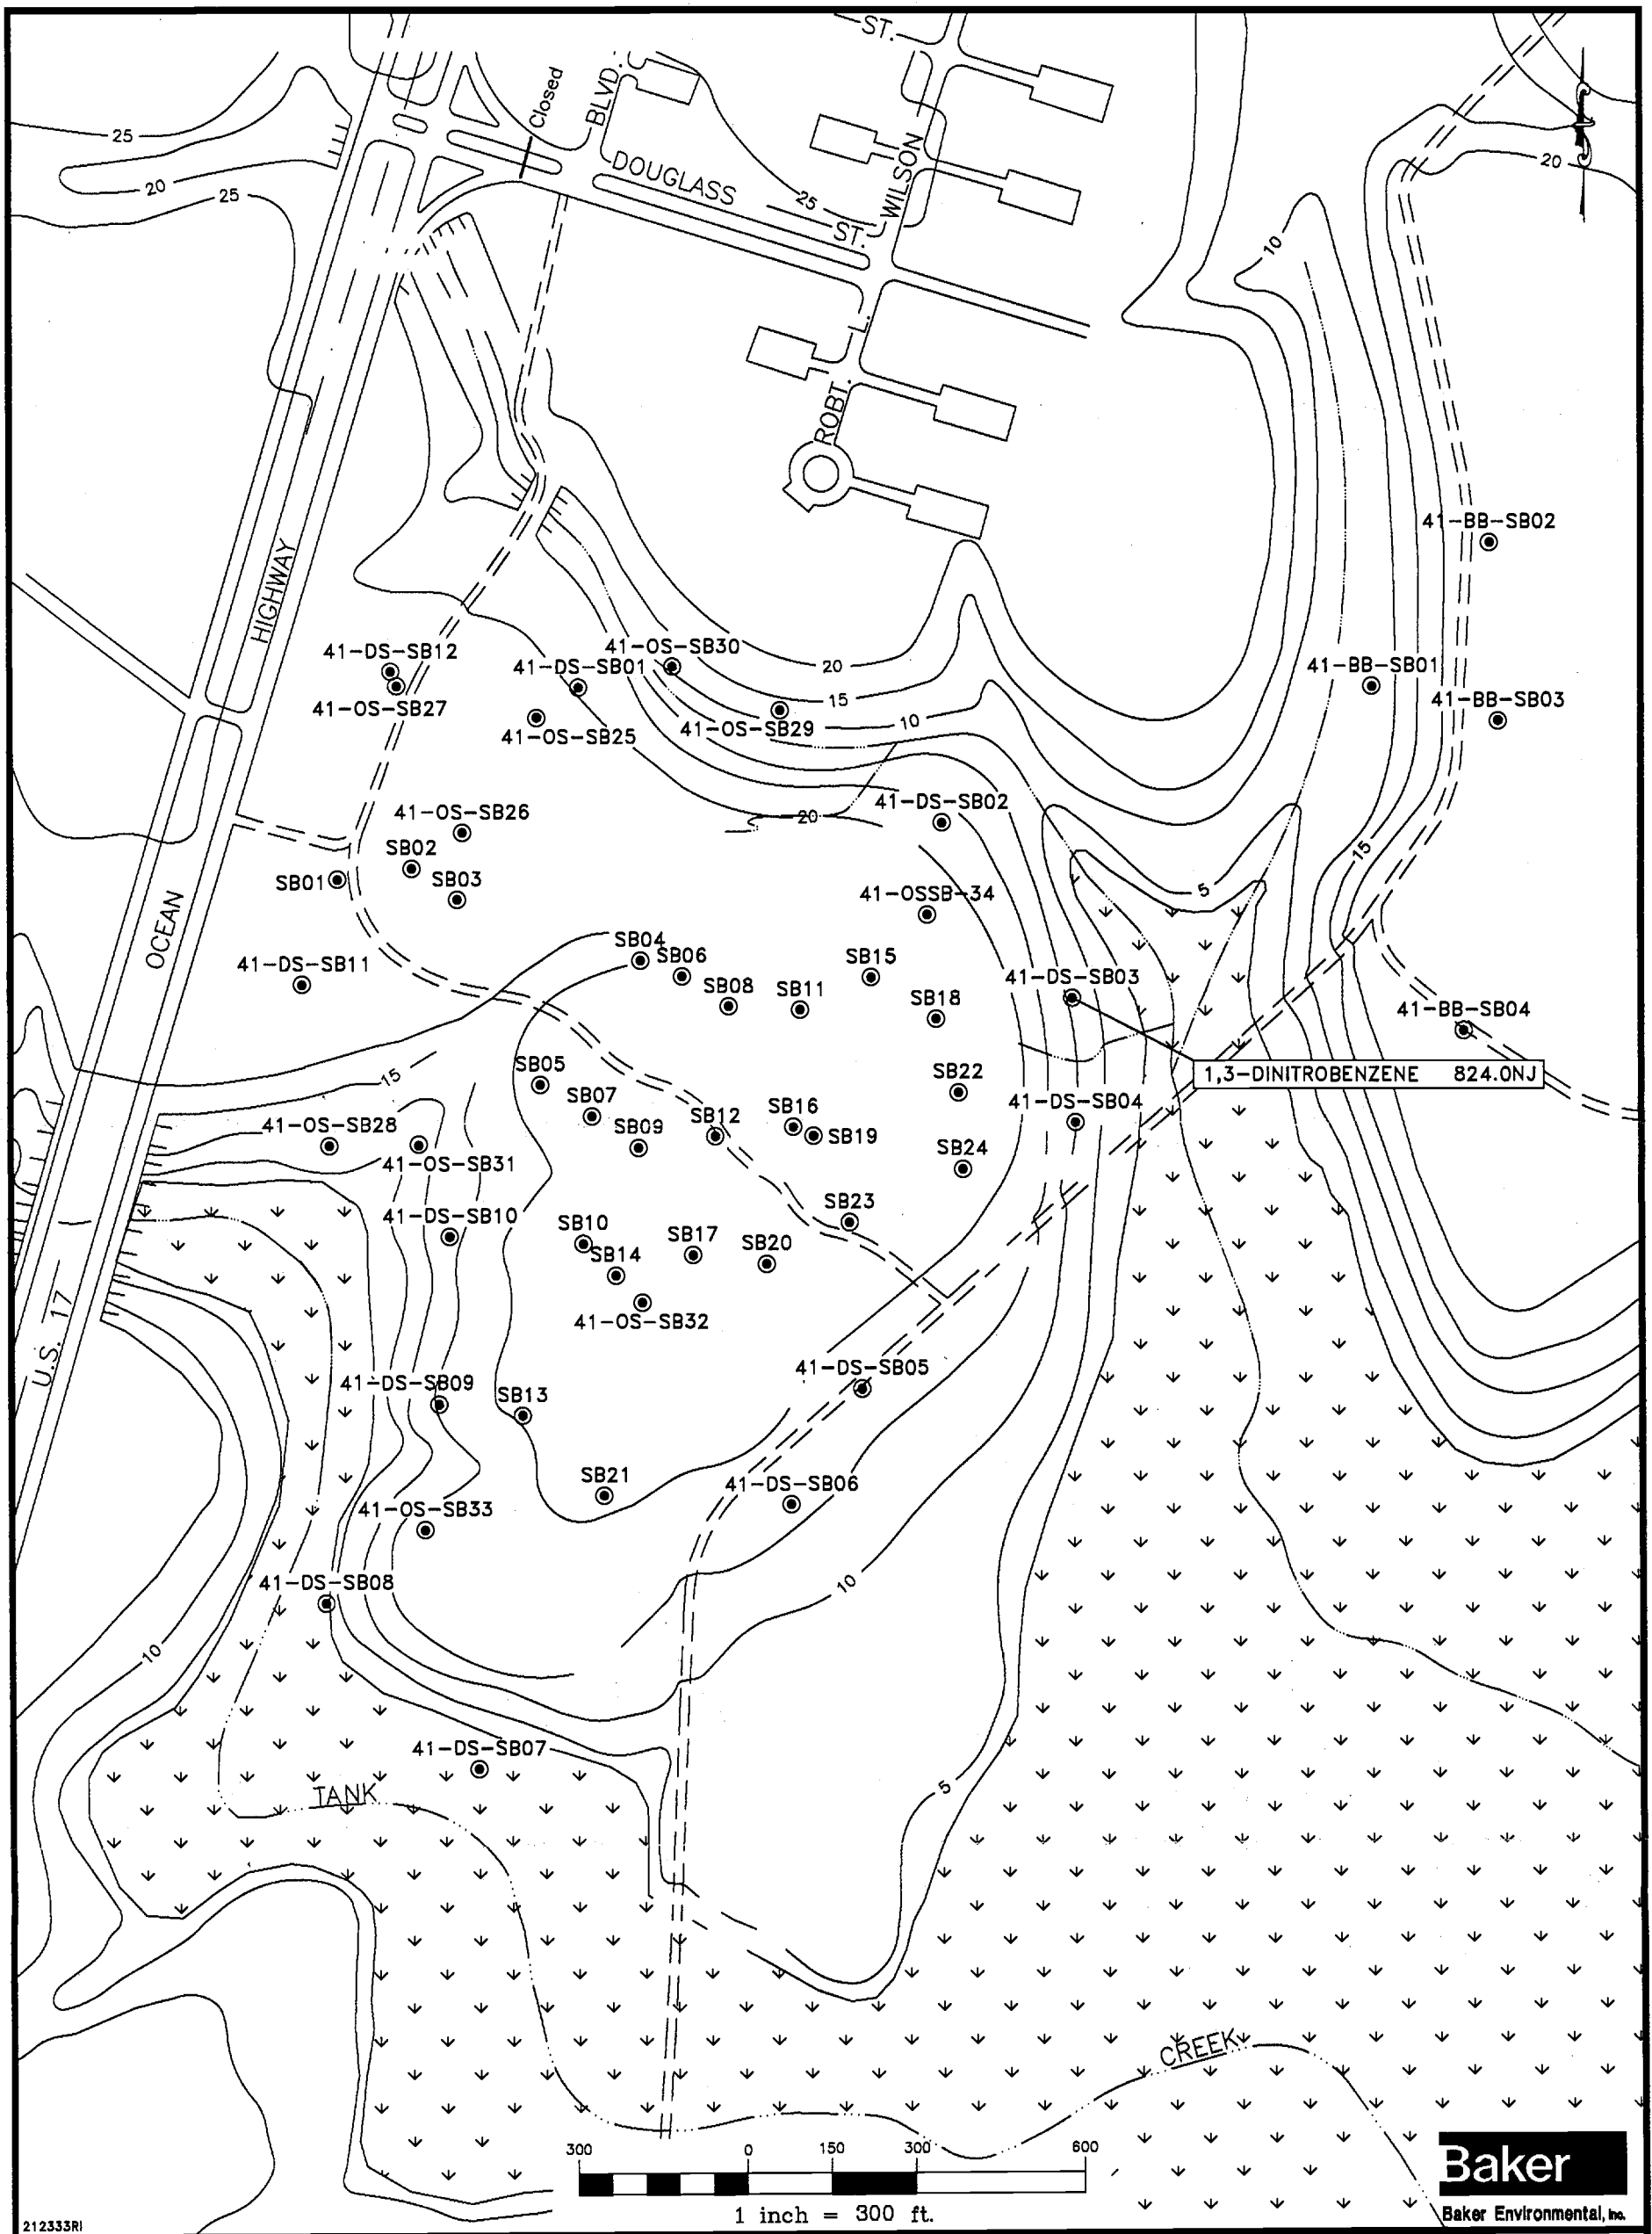 ST.
Closed
BLVD.
25
DOUGLASS
ST.
WILSON
25
20
25
20
10
L.
ROBT.
HIGHWAY
41-BB-SB02
41-DS-SB12
41-OS-SB30
41-DS-SB01
20
41-BB-SB01
41-OS-SB27
15
41-BB-SB03
41-OS-SB25
41-OS-SB29
10
41-OS-SB26
20
41-DS-SB02
15
SB02
SB01
SB03
5
41-OSSB-34
OCEAN
SB04
SB06
41-DS-SB11
SB08
SB11
SB15
41-DS-SB03
SB18
41-BB-SB04
15
SB05
SB22
1,3-DINITROBENZENE 824.0NJ
SB07
SB12
SB16
41-DS-SB04
41-OS-SB28
SB09
SB19
41-OS-SB31
SB24
SB23
41-DS-SB10
SB10
SB14
SB17
SB20
41-OS-SB32
U.S. 17
41-DS-SB09
SB13
41-DS-SB05
SB21
41-DS-SB06
41-OS-SB33
41-DS-SB08
10
10
41-DS-SB07
5
TANK
CREEK
300 0 150 300 600
1 inch = 300 ft.
Baker
Baker Environmental, Inc.
212333RI